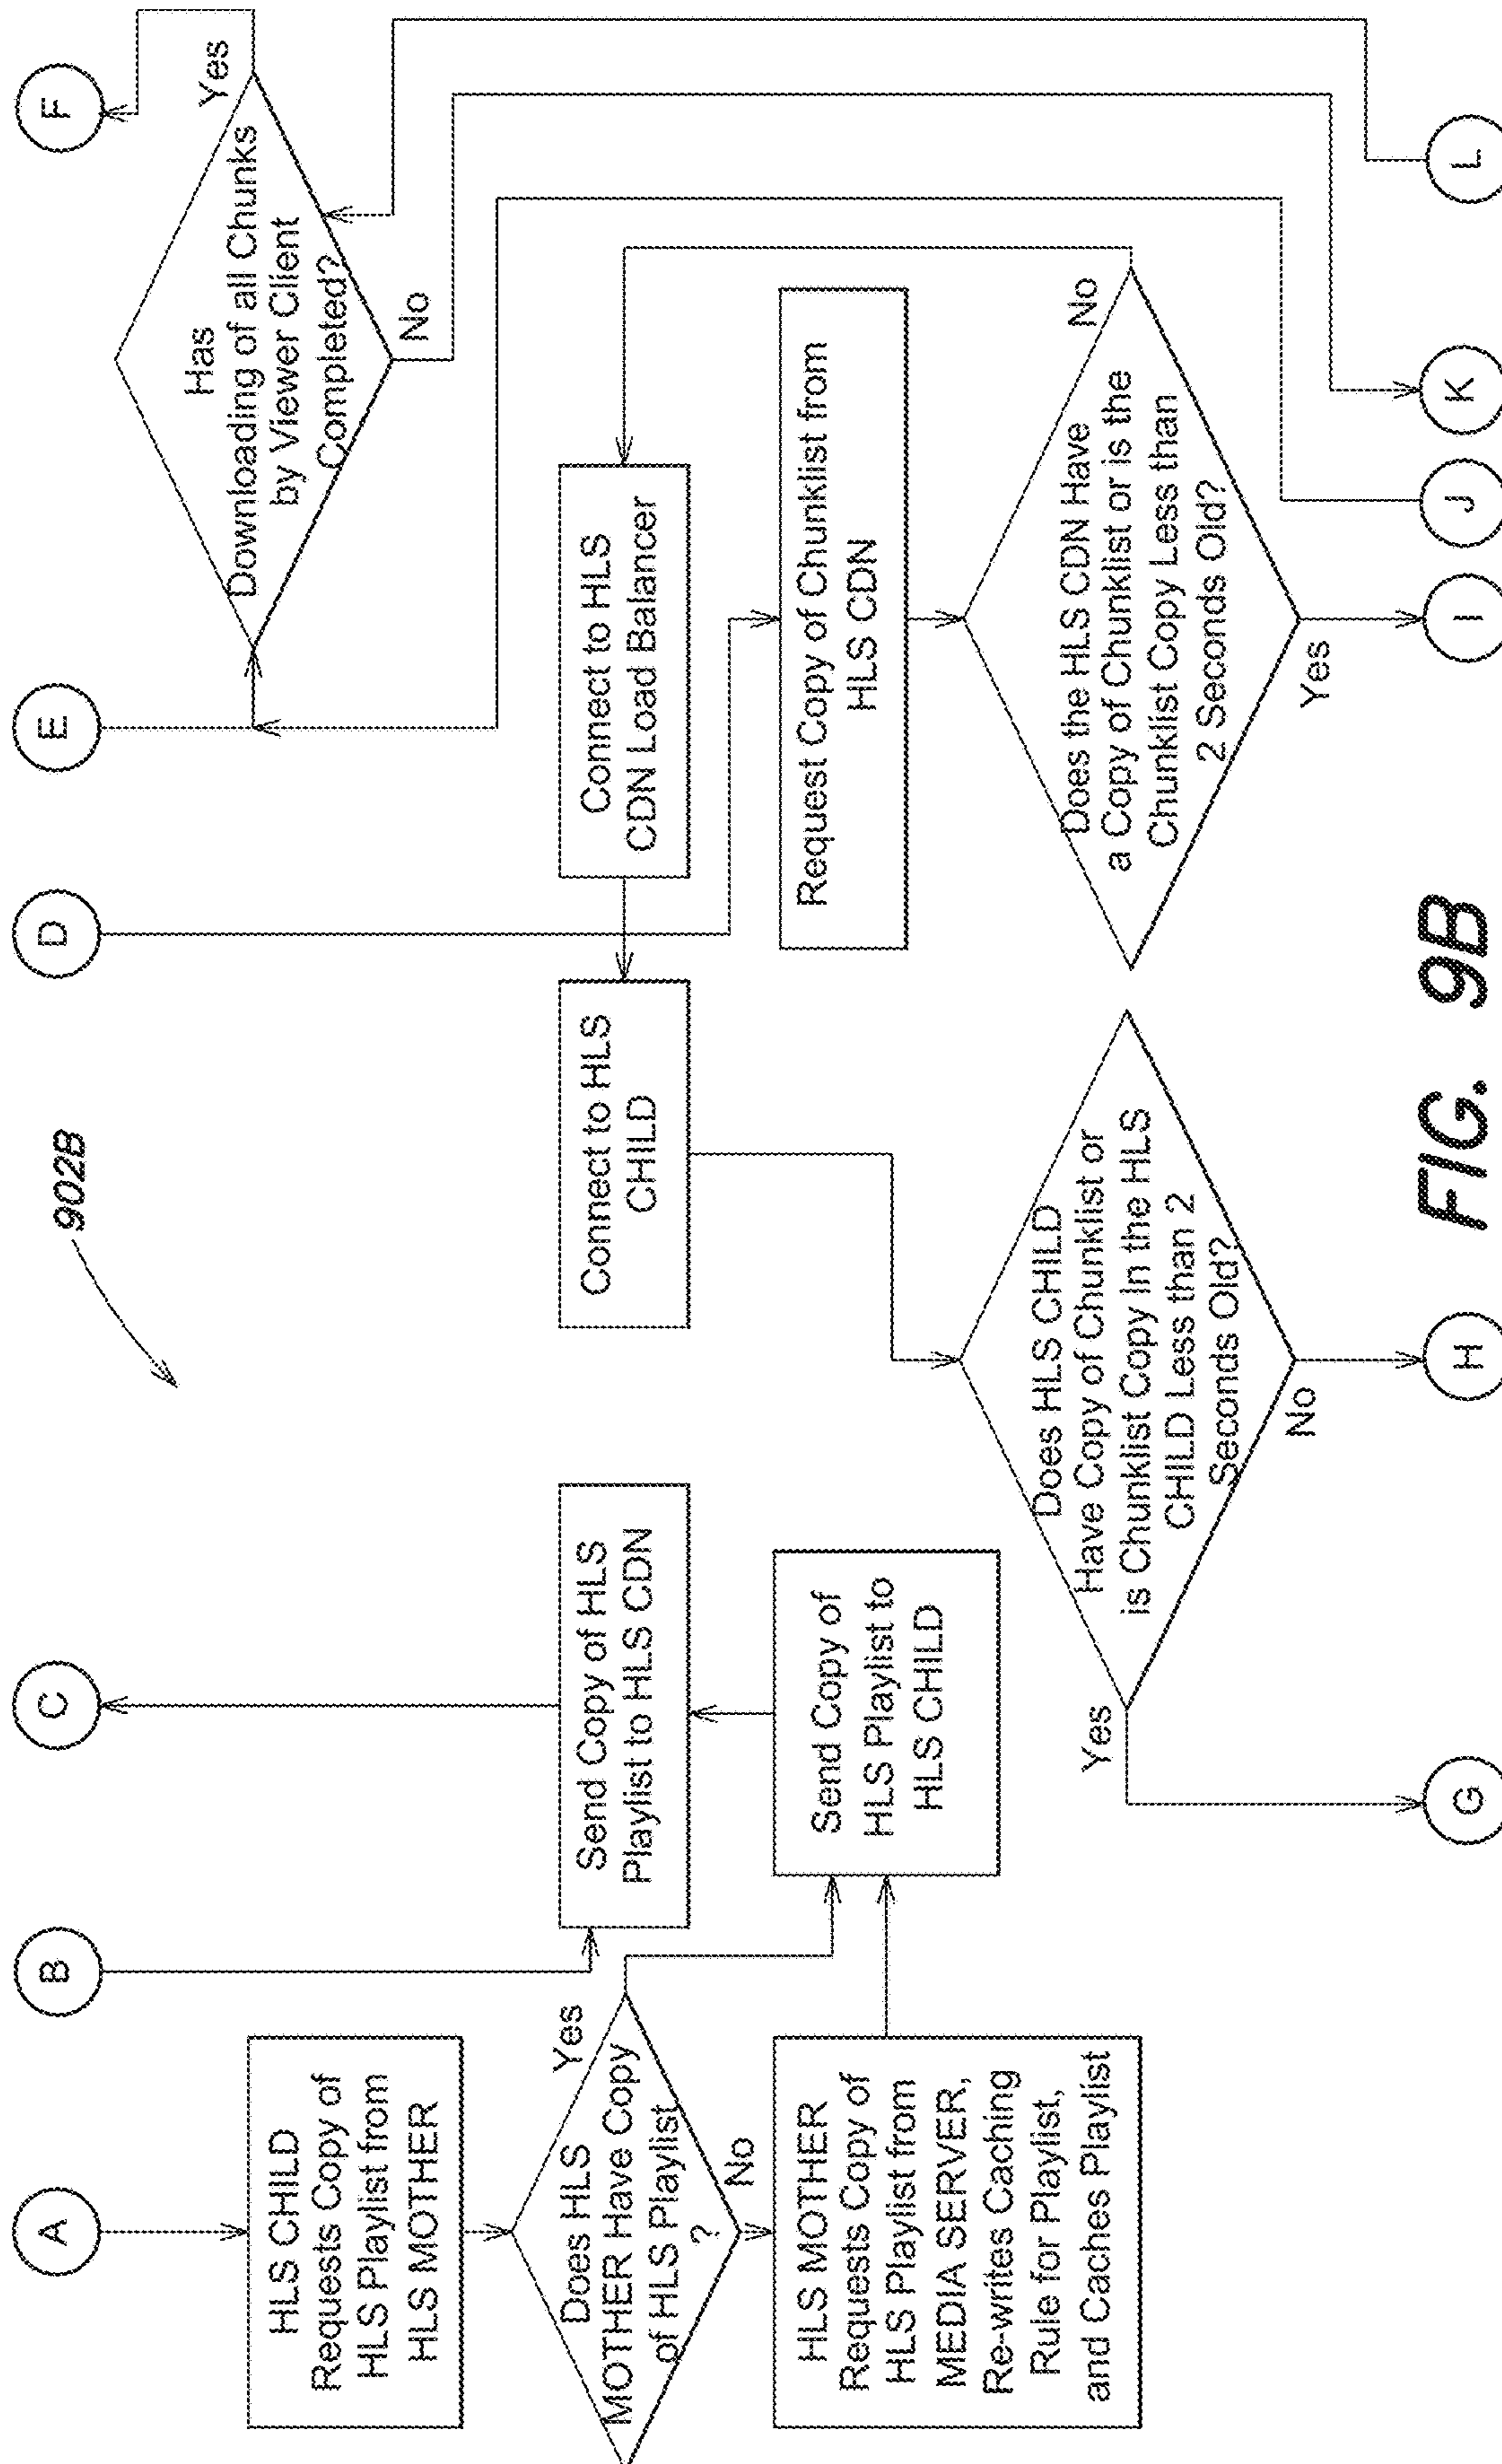 902B
A
B
C
D
E
F
HLS CHILD
Requests Copy of
HLS Playlist from
HLS MOTHER
Does HLS
MOTHER Have Copy
of HLS Playlist
?
Yes
No
HLS MOTHER
Requests Copy of
HLS Playlist from
MEDIA SERVER,
Re-writes Caching
Rule for Playlist,
and Caches Playlist
Send Copy of HLS
Playlist to HLS CDN
Send Copy of
HLS Playlist to
HLS CHILD
Connect to HLS
CHILD
Does HLS CHILD
Have Copy of Chunklist or
is Chunklist Copy In the HLS
CHILD Less than 2
Seconds Old?
Yes
No
Connect to HLS
CDN Load Balancer
Request Copy of Chunklist from
HLS CDN
Does the HLS CDN Have
a Copy of Chunklist or is the
Chunklist Copy Less than
2 Seconds Old?
No
Yes
Has
Downloading of all Chunks
by Viewer Client
Completed?
Yes
No
G
H
I
J
K
L
FIG. 9B